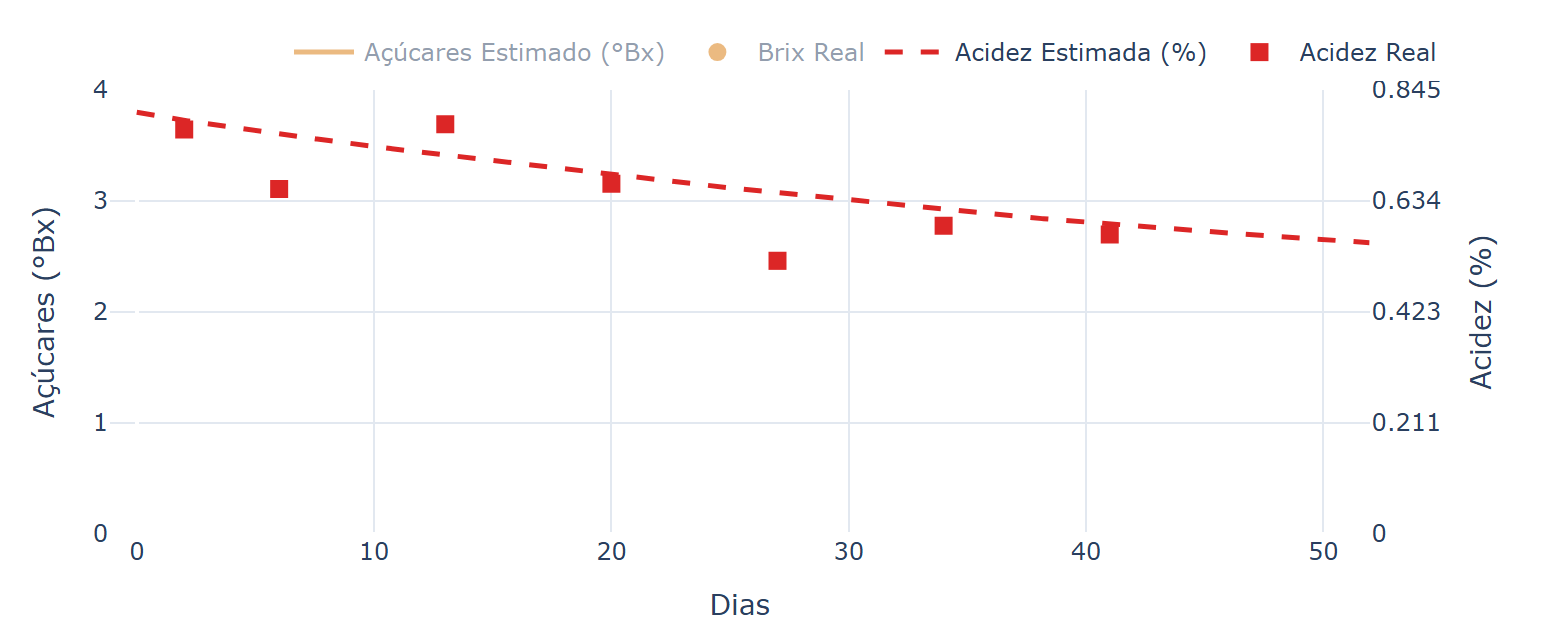 Açúcares Estimado (°Bx) Brix Real Acidez Estimada (%) Acidez Real
4 0.845
3 0.634
2 0.423
1 0.211
0 0
Açúcares (°Bx)
Acidez (%)
0 10 20 30 40 50
Dias